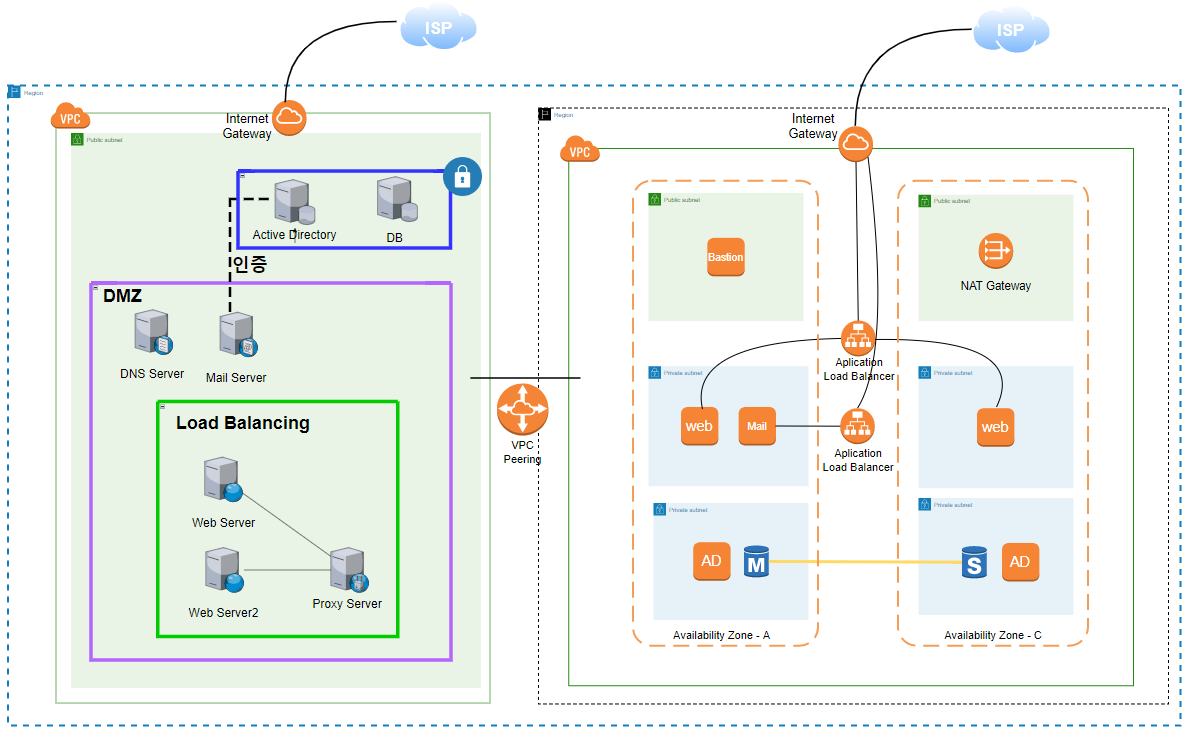 ISP
ISP
Region
VPC
Internet
Gateway
Public subnet
Active Directory
DB
인증
DMZ
DNS Server
Mail Server
Load Balancing
Web Server
Web Server2
Proxy Server
VPC
Peering
Region
VPC
Internet
Gateway
Public subnet
Bastion
Public subnet
NAT Gateway
Aplication
Load Balancer
Private subnet
web
Mail
Private subnet
web
Aplication
Load Balancer
Private subnet
AD
M
Private subnet
S
AD
Availability Zone - A
Availability Zone - C